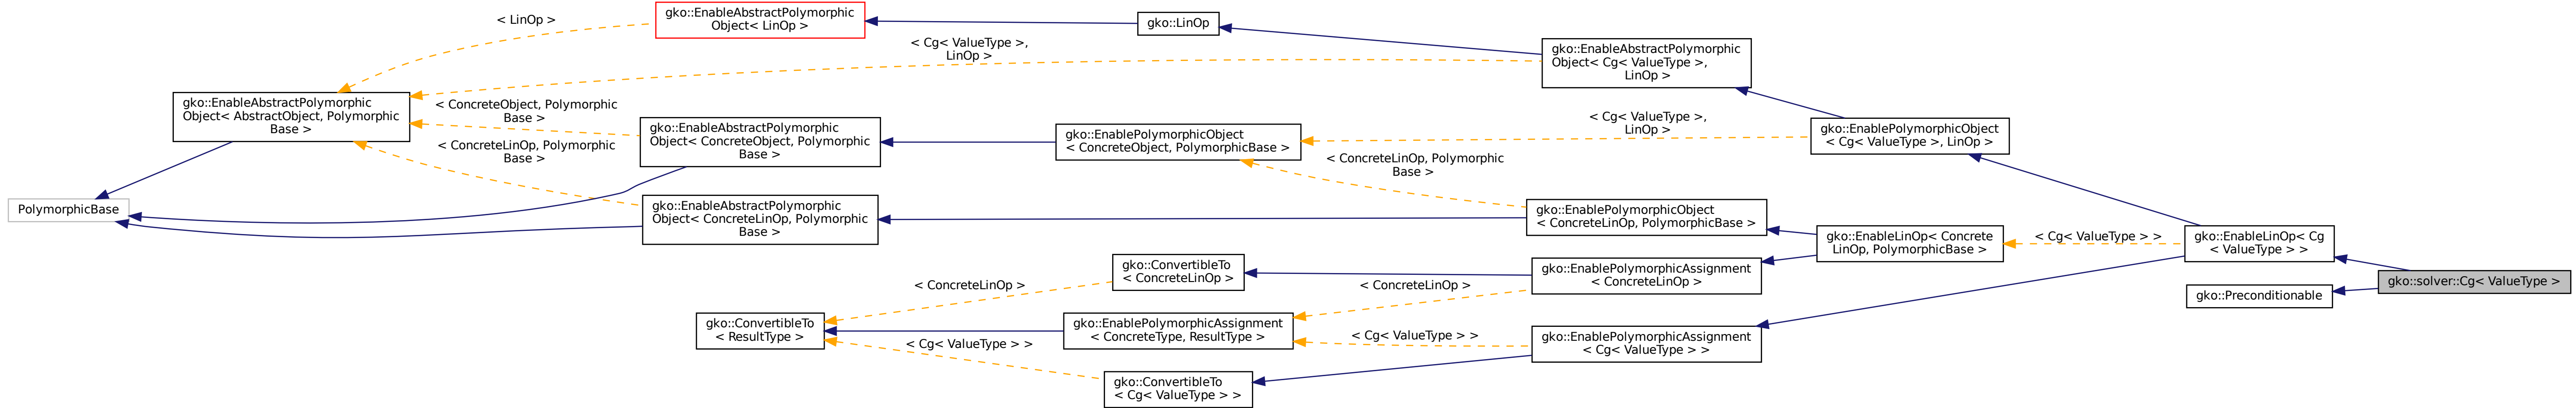 gko::EnableAbstractPolymorphic
Object< LinOp >
< LinOp >
gko::LinOp
< Cg< ValueType >,
LinOp >
gko::EnableAbstractPolymorphic
Object< Cg< ValueType >,
LinOp >
gko::EnableAbstractPolymorphic
Object< AbstractObject, Polymorphic
Base >
< ConcreteObject, Polymorphic
Base >
gko::EnableAbstractPolymorphic
Object< ConcreteObject, Polymorphic
Base >
gko::EnablePolymorphicObject
< ConcreteObject, PolymorphicBase >
< Cg< ValueType >,
LinOp >
gko::EnablePolymorphicObject
< Cg< ValueType >, LinOp >
< ConcreteLinOp, Polymorphic
Base >
< ConcreteLinOp, Polymorphic
Base >
PolymorphicBase
gko::EnableAbstractPolymorphic
Object< ConcreteLinOp, Polymorphic
Base >
gko::EnablePolymorphicObject
< ConcreteLinOp, PolymorphicBase >
gko::EnableLinOp< Concrete
LinOp, PolymorphicBase >
< Cg< ValueType > >
gko::EnableLinOp< Cg
< ValueType > >
gko::ConvertibleTo
< ConcreteLinOp >
gko::EnablePolymorphicAssignment
< ConcreteLinOp >
gko::solver::Cg< ValueType >
gko::Preconditionable
< ConcreteLinOp >
< ConcreteLinOp >
gko::ConvertibleTo
< ResultType >
gko::EnablePolymorphicAssignment
< ConcreteType, ResultType >
< Cg< ValueType > >
< Cg< ValueType > >
gko::EnablePolymorphicAssignment
< Cg< ValueType > >
gko::ConvertibleTo
< Cg< ValueType > >